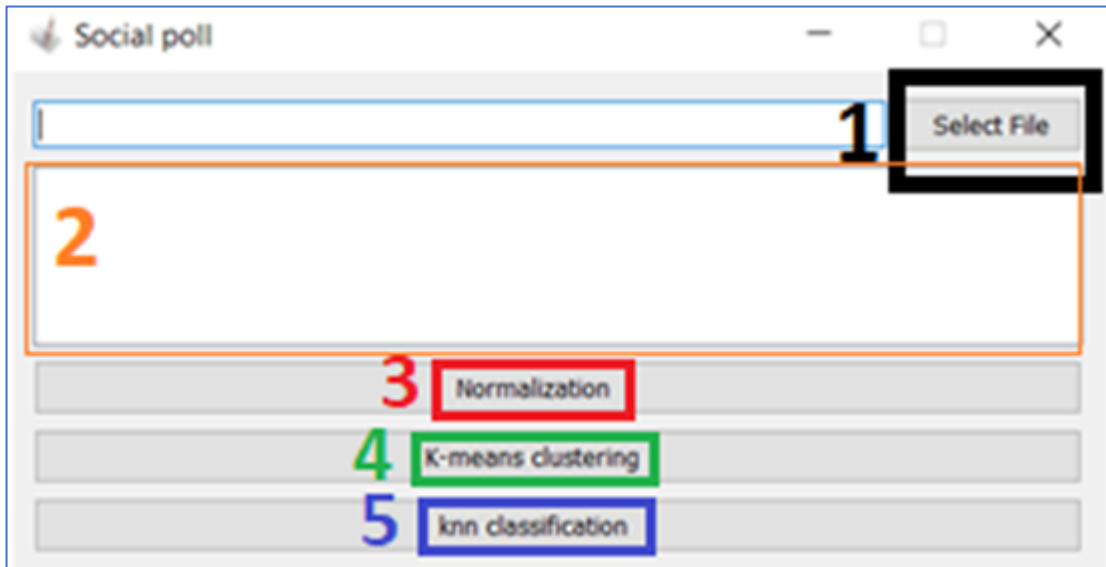 Social poll
1 Select File
2
3 Normalization
4 K-means clustering
5 knn classification